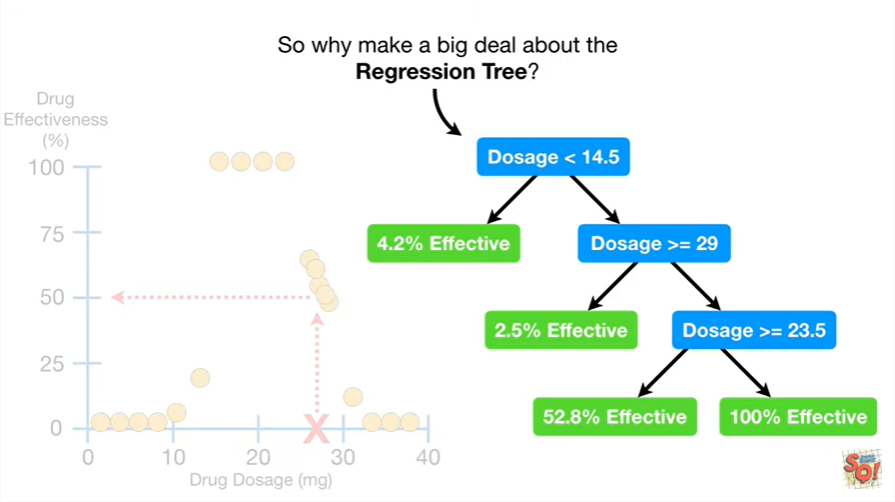 So why make a big deal about the
Regression Tree?
Drug
Effectiveness
(%)
100
75
50
25
0
0
10
20
30
40
Drug Dosage (mg)
X
Dosage < 14.5
4.2% Effective
Dosage >= 29
2.5% Effective
Dosage >= 23.5
52.8% Effective
100% Effective
SQ!